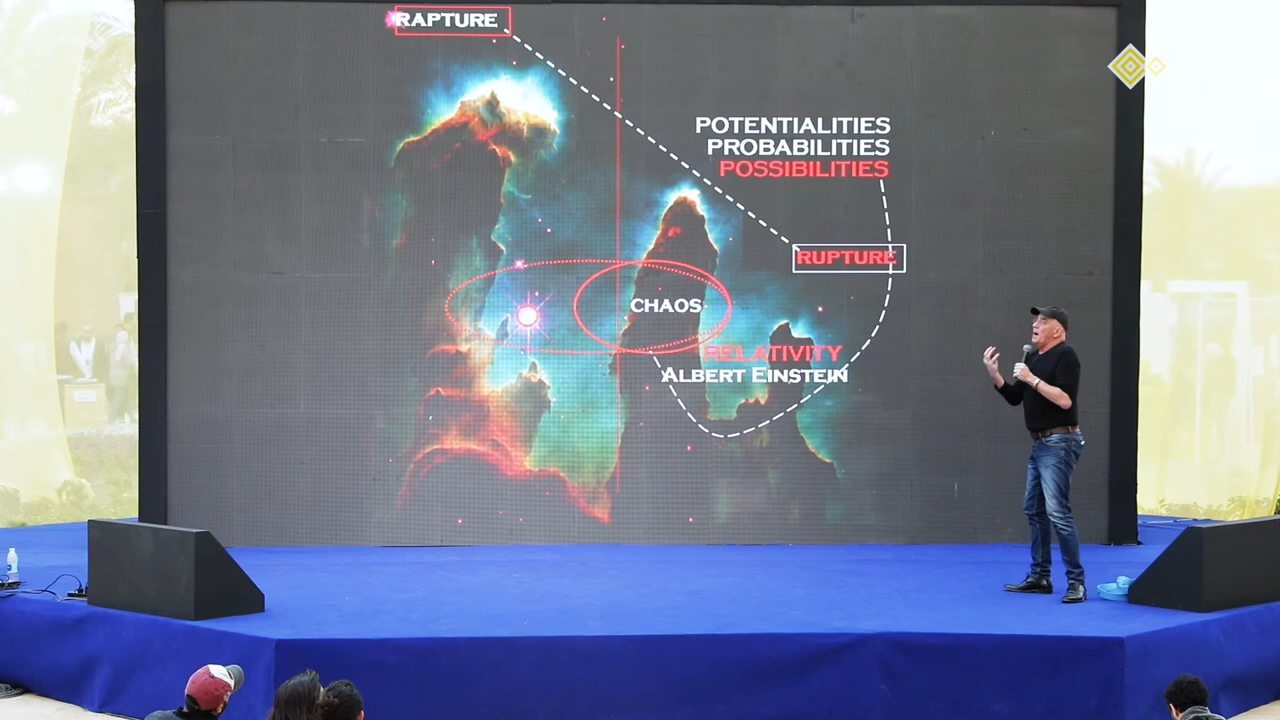 RAPTURE
POTENTIALITIES
PROBABILITIES
POSSIBILITIES
RUPTURE
CHAOS
RELATIVITY
ALBERT EINSTEIN